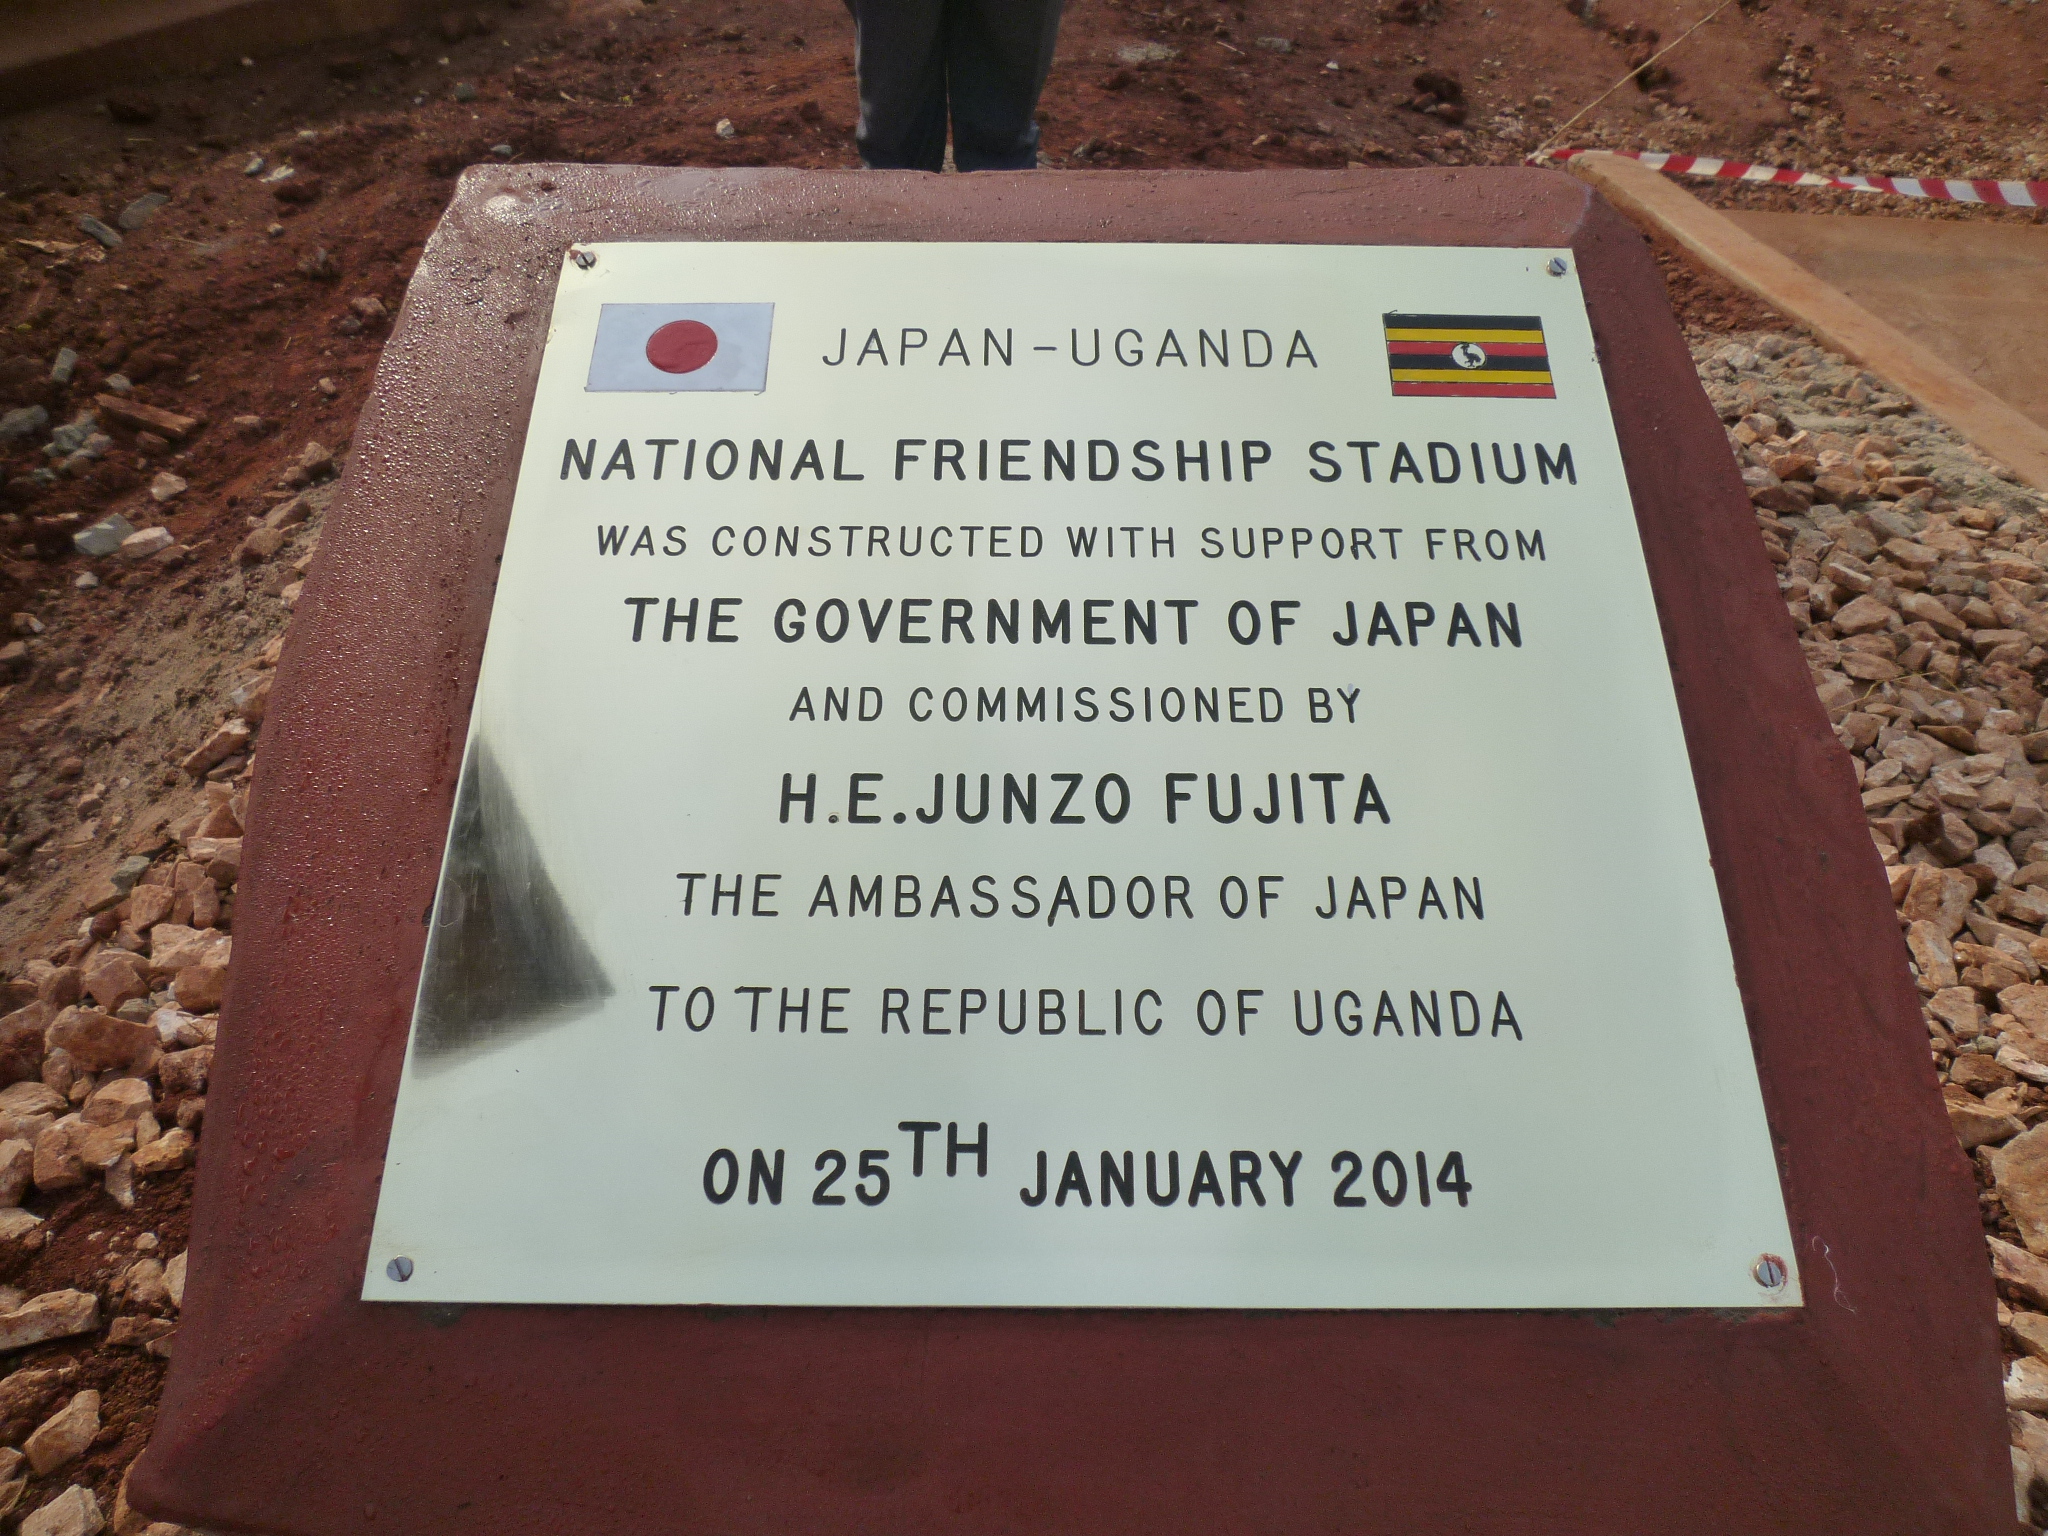 JAPAN-UGANDA
NATIONAL FRIENDSHIP STADIUM
WAS CONSTRUCTED WITH SUPPORT FROM
THE GOVERNMENT OF JAPAN
AND COMMISSIONED BY
H.E.JUNZO FUJITA
THE AMBASSADOR OF JAPAN
TO THE REPUBLIC OF UGANDA
ON 25TH JANUARY 2014